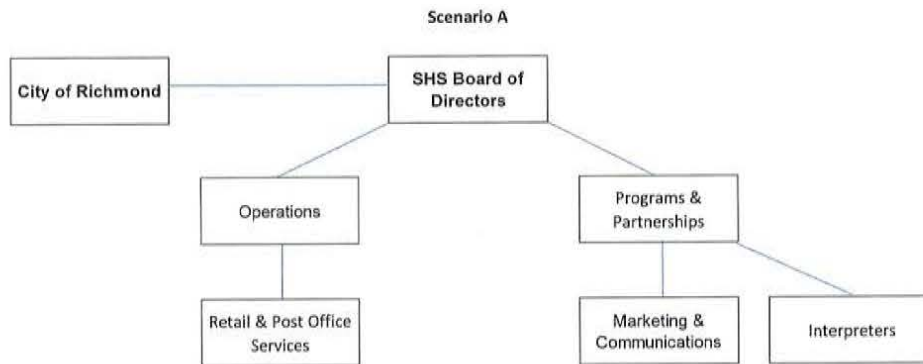 Scenario A
City of Richmond
SHS Board of
Directors
Operations
Programs &
Partnerships
Retail & Post Office
Services
Marketing &
Communications
Interpreters